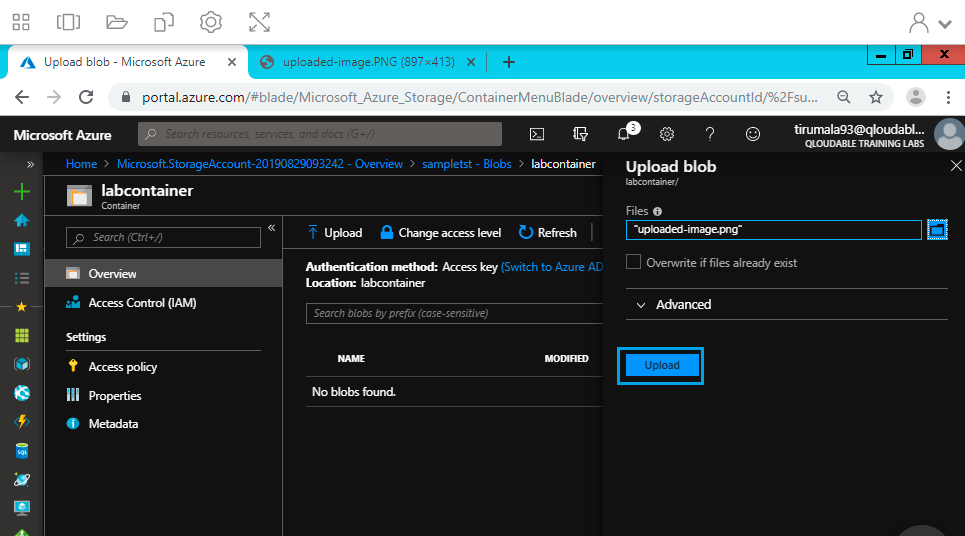 Upload blob - Microsoft Azure
uploaded-image.PNG (897×413)
portal.azure.com/#blade/Microsoft_Azure_Storage/ContainerMenuBlade/overview/storageAccountId/%2Fsu...
Microsoft Azure
Search resources, services, and docs (G+/)
3
tirumala93@qloudabl...
QLOUDABLE TRAINING LABS
Home > Microsoft.StorageAccount-20190829093242 - Overview > sampletst - Blobs > labcontainer
labcontainer
Container
Search (Ctrl+/)
Overview
Access Control (IAM)
Settings
Access policy
Properties
Metadata
Upload
Change access level
Refresh
Authentication method: Access key (Switch to Azure AD
Location: labcontainer
Search blobs by prefix (case-sensitive)
NAME MODIFIED
No blobs found.
Upload blob
labcontainer/
Files
"uploaded-image.png"
Overwrite if files already exist
Advanced
Upload
SQL